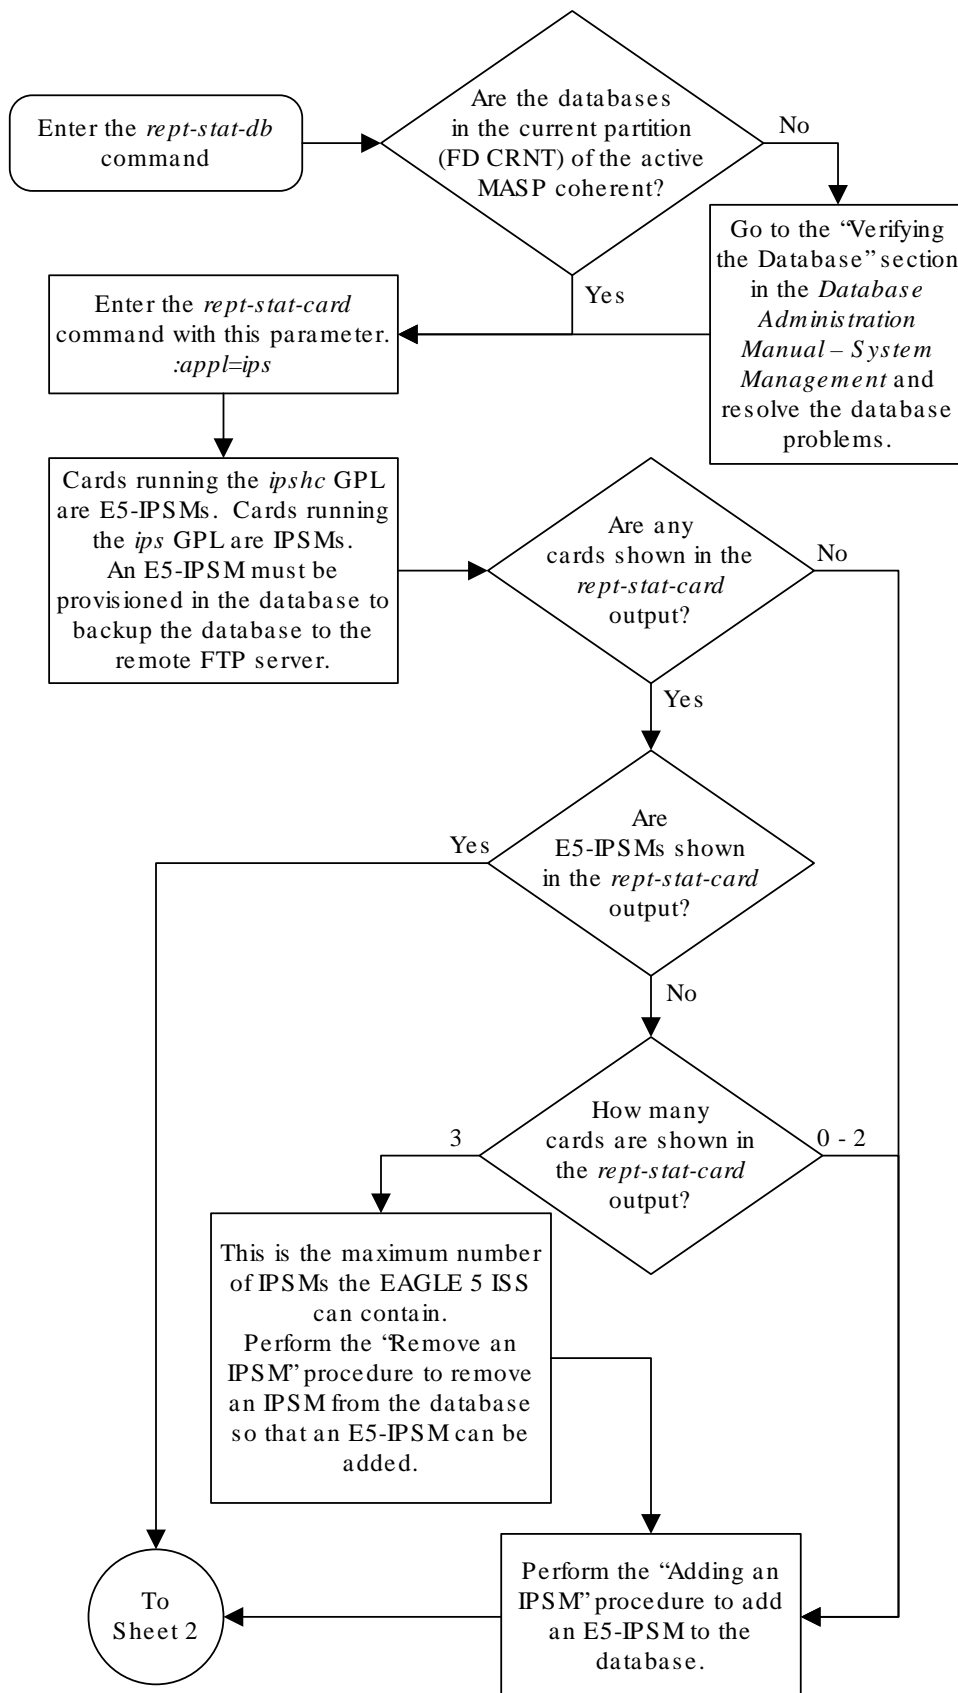 Enter the rept-stat-db
command
Are the databases
in the current partition
(FD CRNT) of the active
MASP coherent?
No
Yes
Go to the “Verifying
the Database” section
in the Database
Administration
Manual – System
Management and
resolve the database
problems.
Enter the rept-stat-card
command with this parameter.
:appl=ips
Cards running the ipshc GPL
are E5-IPSMs. Cards running
the ips GPL are IPSMs.
An E5-IPSM must be
provisioned in the database to
backup the database to the
remote FTP server.
Are any
cards shown in the
rept-stat-card
output?
No
Yes
Are
E5-IPSMs shown
in the rept-stat-card
output?
Yes
No
How many
cards are shown in
the rept-stat-card
output?
3
0 - 2
This is the maximum number
of IPSMs the EAGLE 5 ISS
can contain.
Perform the “Remove an
IPSM” procedure to remove
an IPSM from the database
so that an E5-IPSM can be
added.
Perform the “Adding an
IPSM” procedure to add
an E5-IPSM to the
database.
To
Sheet 2